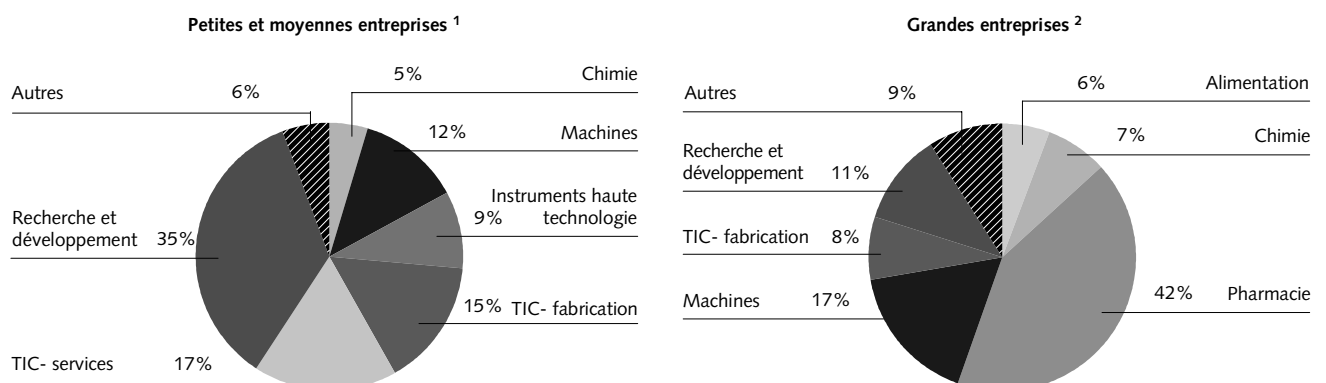 Petites et moyennes entreprises 1
5% Chimie
Autres 6%
12% Machines
Instruments haute
9% technologie
Recherche et
développement 35%
15% TIC- fabrication
TIC- services 17%
Grandes entreprises 2
6% Alimentation
Autres 9%
7% Chimie
Recherche et
développement 11%
TIC- fabrication 8%
42% Pharmacie
Machines 17%